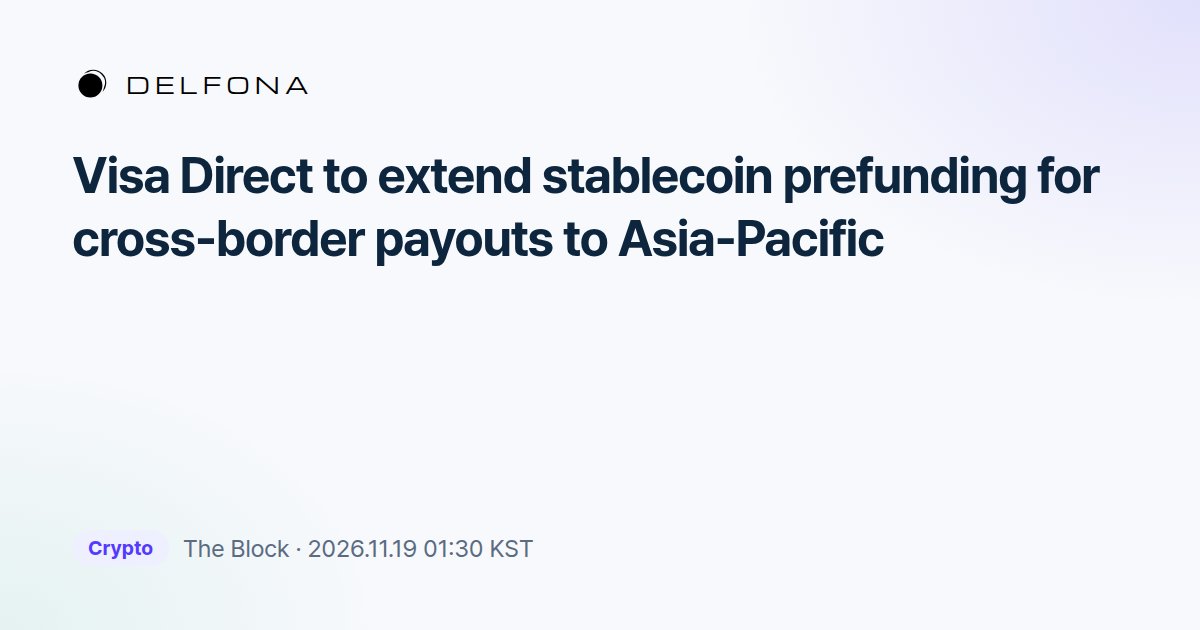 DELFONA
Visa Direct to extend stablecoin prefunding for
cross-border payouts to Asia-Pacific
Crypto The Block · 2026.11.19 01:30 KST